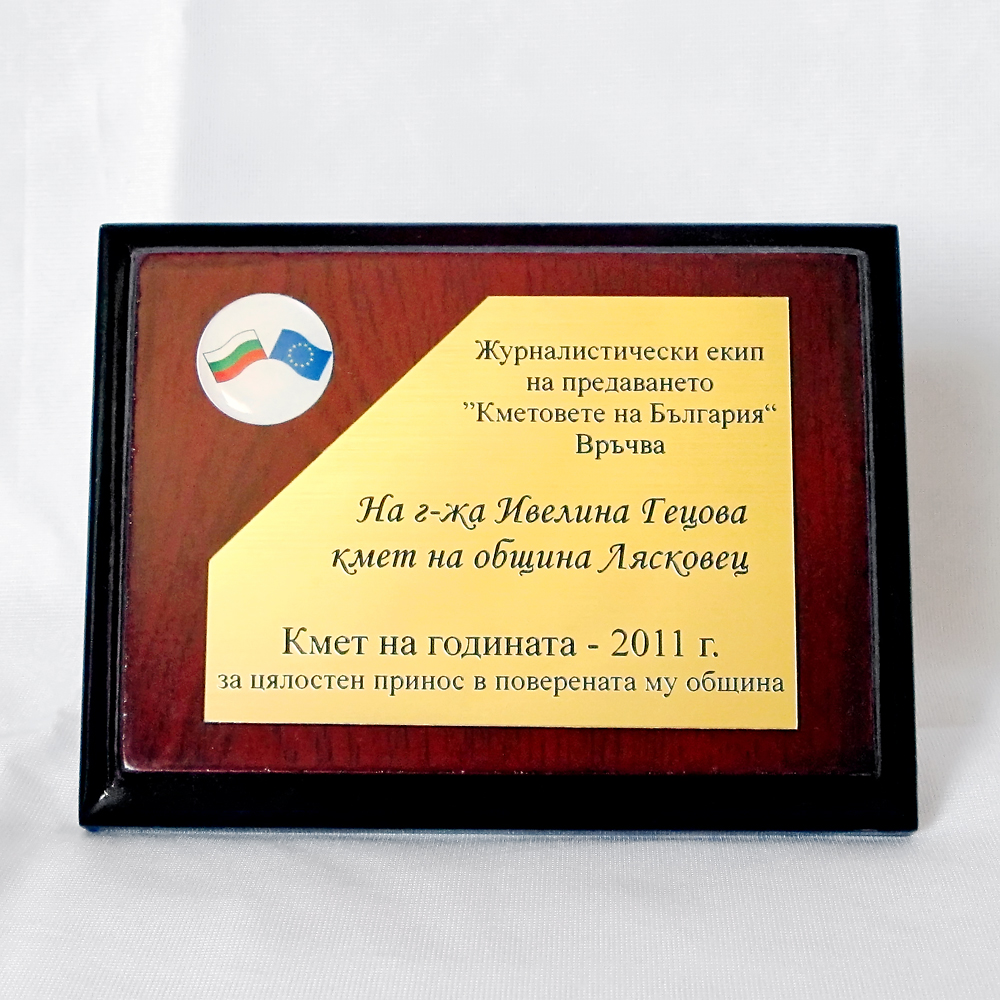 Журналистически екип
на предаването
”Кметовете на България“
Връчва
На г-жа Ивелина Гецова
кмет на община Лясковец
Кмет на годината - 2011 г.
за цялостен принос в поверената му община